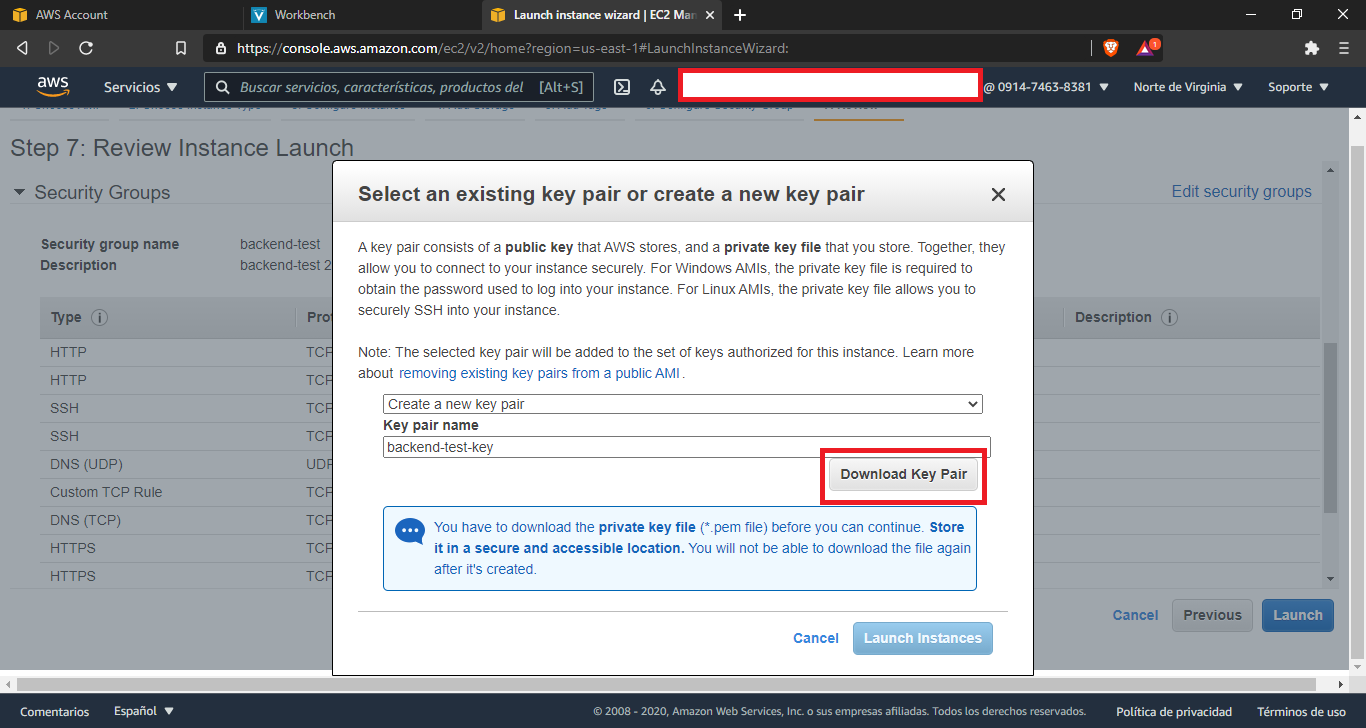 AWS Account
Workbench
Launch instance wizard | EC2 Man
https://console.aws.amazon.com/ec2/v2/home?region=us-east-1#LaunchInstanceWizard:
1
aws
Servicios
Buscar servicios, características, productos del [Alt+S]
@ 0914-7463-8381
Norte de Virginia
Soporte
Step 7: Review Instance Launch
Security Groups
Edit security groups
Security group name backend-test
Description backend-test 2
Type
Description
HTTP TCP
HTTP TCP
SSH TCP
SSH TCP
DNS (UDP) UDP
Custom TCP Rule TCP
DNS (TCP) TCP
HTTPS TCP
HTTPS TCP
Cancel
Previous
Launch
Select an existing key pair or create a new key pair
A key pair consists of a public key that AWS stores, and a private key file that you store. Together, they
allow you to connect to your instance securely. For Windows AMIs, the private key file is required to
obtain the password used to log into your instance. For Linux AMIs, the private key file allows you to
securely SSH into your instance.
Note: The selected key pair will be added to the set of keys authorized for this instance. Learn more
about removing existing key pairs from a public AMI .
Create a new key pair
Key pair name
backend-test-key
Download Key Pair
You have to download the private key file (*.pem file) before you can continue. Store
it in a secure and accessible location. You will not be able to download the file again
after it's created.
Cancel
Launch Instances
Comentarios
Español
© 2008 - 2020, Amazon Web Services, Inc. o sus empresas afiliadas. Todos los derechos reservados.
Política de privacidad
Términos de uso